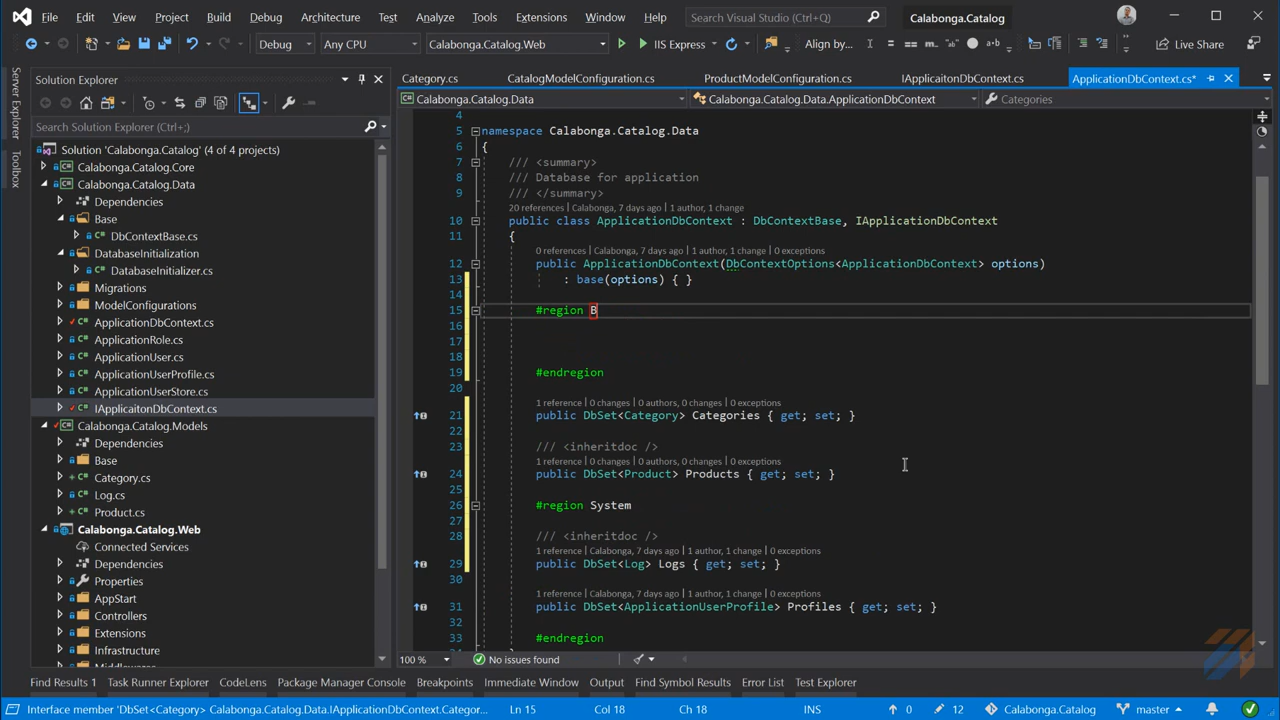 File Edit View Project Build Debug Architecture Test Analyze Tools Extensions Window Help Search Visual Studio (Ctrl+Q) Calabonga.Catalog
Debug Any CPU Calabonga.Catalog.Web IIS Express Align by... Live Share
Server Explorer
Toolbox
Solution Explorer
Search Solution Explorer (Ctrl+;)
Solution 'Calabonga.Catalog' (4 of 4 projects)
Calabonga.Catalog.Core
Calabonga.Catalog.Data
Dependencies
Base
DbContextBase.cs
DatabaseInitialization
DatabaseInitializer.cs
Migrations
ModelConfigurations
ApplicationDbContext.cs
ApplicationRole.cs
ApplicationUser.cs
ApplicationUserProfile.cs
ApplicationUserStore.cs
IApplicaitonDbContext.cs
Calabonga.Catalog.Models
Dependencies
Base
Category.cs
Log.cs
Product.cs
Calabonga.Catalog.Web
Connected Services
Dependencies
Properties
AppStart
Controllers
Extensions
Infrastructure
Middlewares
Category.cs CatalogModelConfiguration.cs ProductModelConfiguration.cs IApplicaitonDbContext.cs ApplicationDbContext.cs*
Calabonga.Catalog.Data Calabonga.Catalog.Data.ApplicationDbContext Categories
4
5 namespace Calabonga.Catalog.Data
6 {
7 /// <summary>
8 /// Database for application
9 /// </summary>
20 references | Calabonga, 7 days ago | 1 author, 1 change
10 public class ApplicationDbContext : DbContextBase, IApplicationDbContext
11 {
0 references | Calabonga, 7 days ago | 1 author, 1 change | 0 exceptions
12 public ApplicationDbContext(DbContextOptions<ApplicationDbContext> options)
13 : base(options) { }
14
15 #region B
16
17
18
19 #endregion
20
1 reference | 0 changes | 0 authors, 0 changes | 0 exceptions
21 public DbSet<Category> Categories { get; set; }
22
23 /// <inheritdoc />
1 reference | 0 changes | 0 authors, 0 changes | 0 exceptions
24 public DbSet<Product> Products { get; set; }
25
26 #region System
27
28 /// <inheritdoc />
1 reference | Calabonga, 7 days ago | 1 author, 1 change | 0 exceptions
29 public DbSet<Log> Logs { get; set; }
30
1 reference | Calabonga, 7 days ago | 1 author, 1 change | 0 exceptions
31 public DbSet<ApplicationUserProfile> Profiles { get; set; }
32
33 #endregion
100 % No issues found
Find Results 1 Task Runner Explorer CodeLens Package Manager Console Breakpoints Immediate Window Output Find Symbol Results Error List Test Explorer
Interface member 'DbSet<Category> Calabonga.Catalog.Data.IApplicationDbContext.Categor... Ln 15 Col 18 Ch 18 INS 0 12 Calabonga.Catalog master